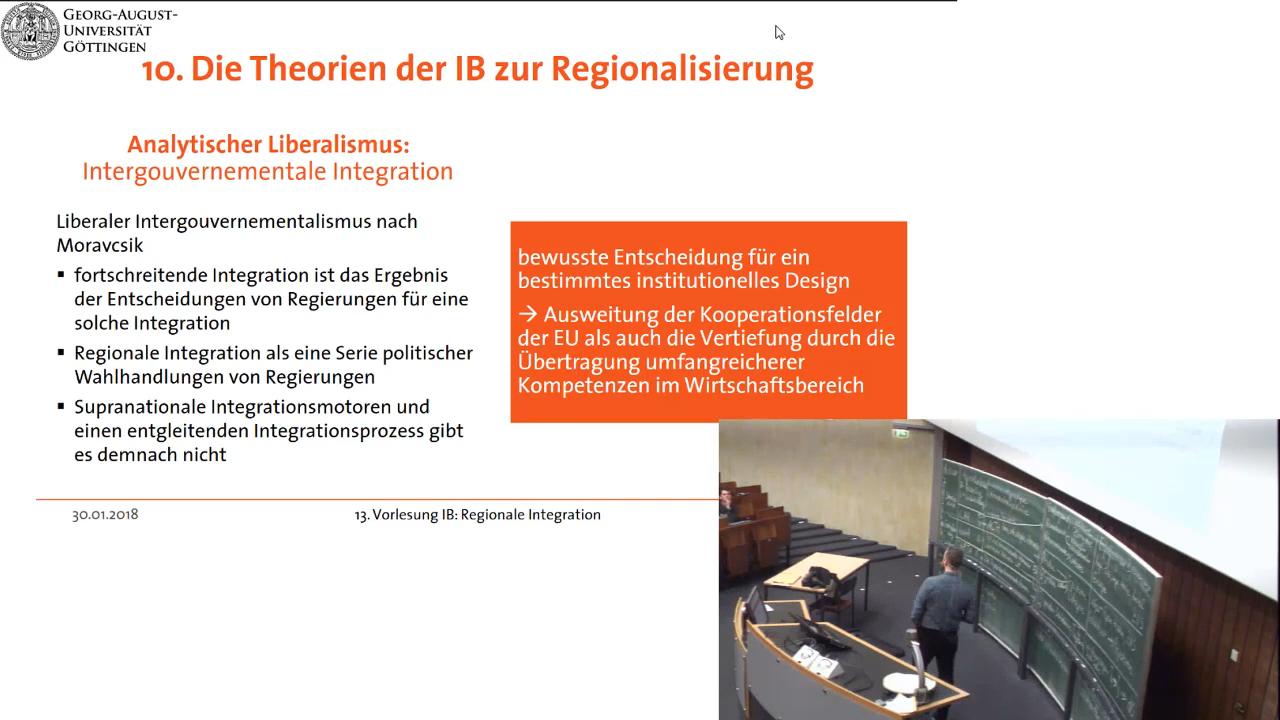 GEORG-AUGUST-
UNIVERSITÄT
GÖTTINGEN
10. Die Theorien der IB zur Regionalisierung
Analytischer Liberalismus:
Intergouvernementale Integration
Liberaler Intergouvernementalismus nach
Moravcsik
▪ fortschreitende Integration ist das Ergebnis
der Entscheidungen von Regierungen für eine
solche Integration
▪ Regionale Integration als eine Serie politischer
Wahlhandlungen von Regierungen
▪ Supranationale Integrationsmotoren und
einen entgleitenden Integrationsprozess gibt
es demnach nicht
bewusste Entscheidung für ein
bestimmtes institutionelles Design
→ Ausweitung der Kooperationsfelder
der EU als auch die Vertiefung durch die
Übertragung umfangreicherer
Kompetenzen im Wirtschaftsbereich
30.01.2018
13. Vorlesung IB: Regionale Integration